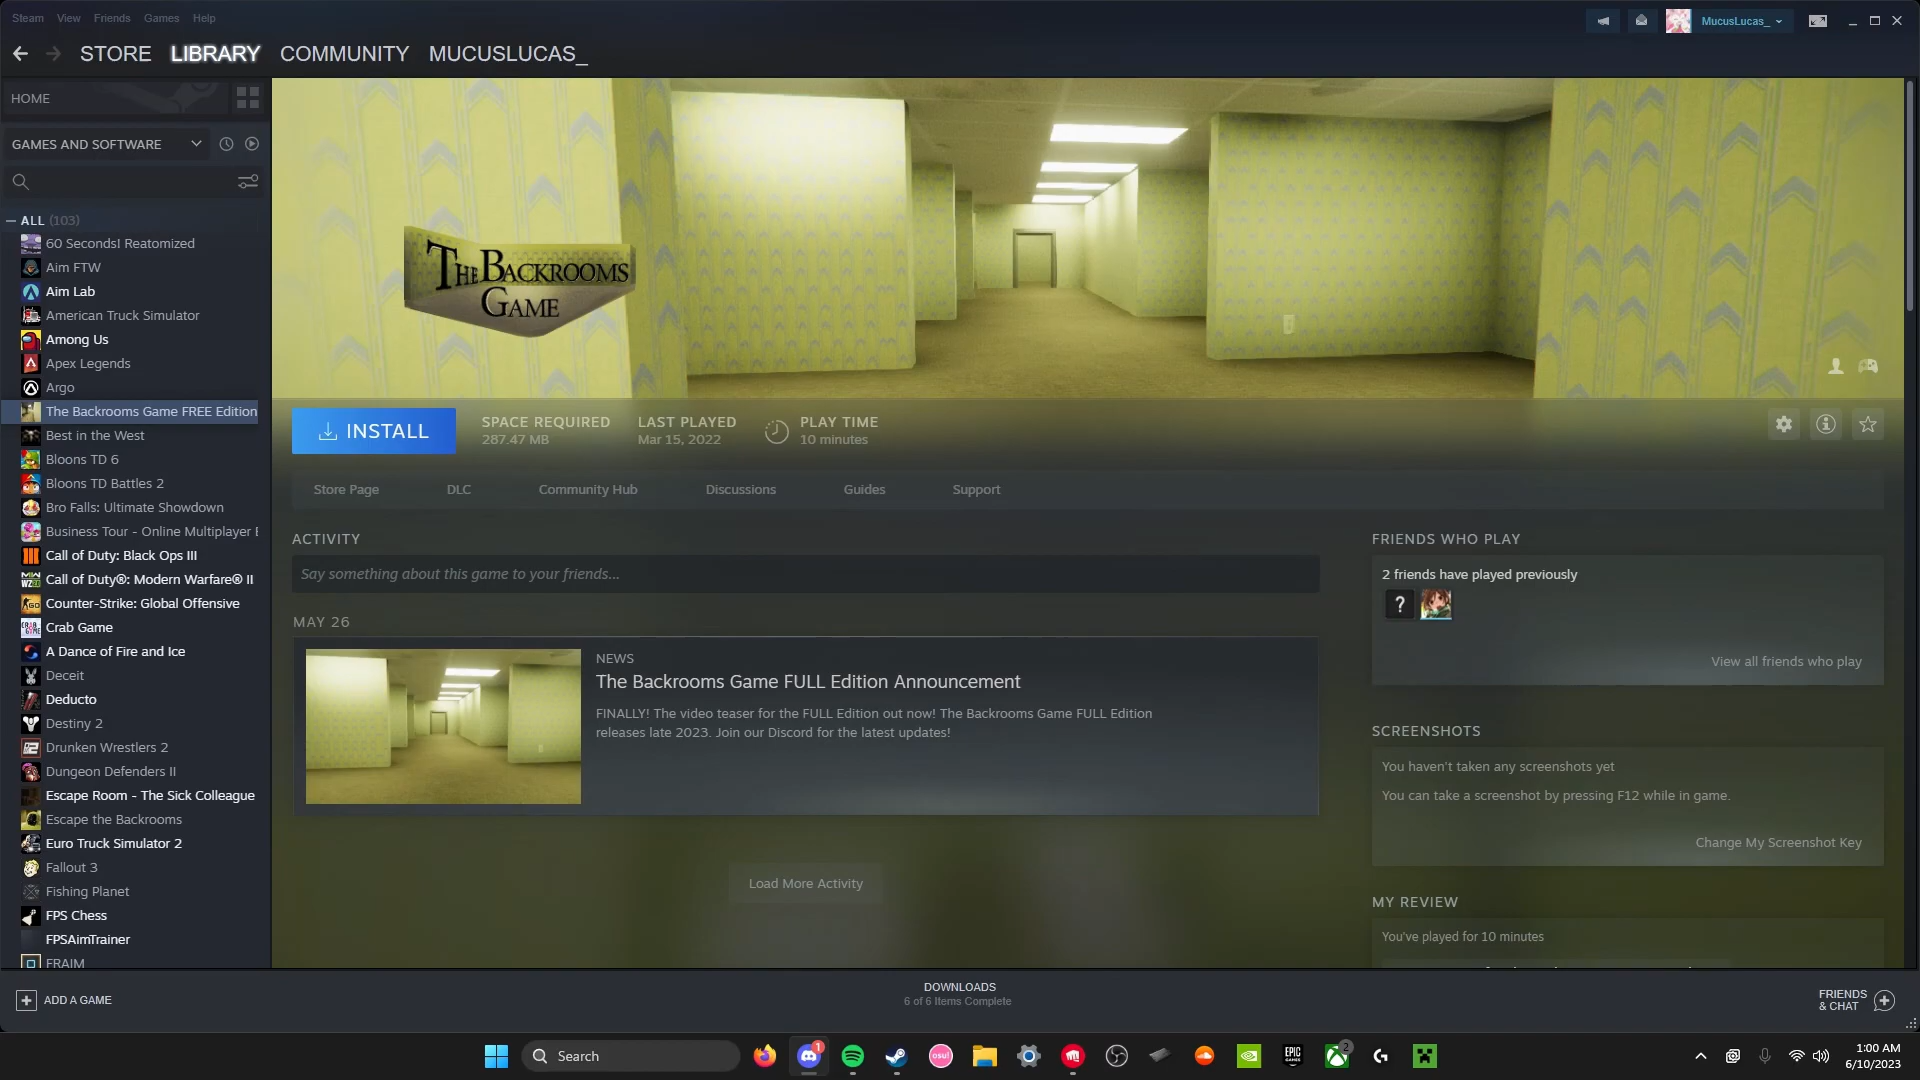 Steam View Friends Games Help
MucusLucas_
STORE LIBRARY COMMUNITY MUCUSLUCAS_
HOME
GAMES AND SOFTWARE
ALL (103)
60 Seconds! Reatomized
Aim FTW
Aim Lab
American Truck Simulator
Among Us
Apex Legends
Argo
The Backrooms Game FREE Edition
Best in the West
Bloons TD 6
Bloons TD Battles 2
Bro Falls: Ultimate Showdown
Business Tour - Online Multiplayer
Call of Duty: Black Ops III
Call of Duty®: Modern Warfare® II
Counter-Strike: Global Offensive
Crab Game
A Dance of Fire and Ice
Deceit
Deducto
Destiny 2
Drunken Wrestlers 2
Dungeon Defenders II
Escape Room - The Sick Colleague
Escape the Backrooms
Euro Truck Simulator 2
Fallout 3
Fishing Planet
FPS Chess
FPSAimTrainer
FRAIM
THE BACKROOMS
GAME
INSTALL
SPACE REQUIRED
287.47 MB
LAST PLAYED
Mar 15, 2022
PLAY TIME
10 minutes
Store Page DLC Community Hub Discussions Guides Support
ACTIVITY
Say something about this game to your friends...
MAY 26
NEWS
The Backrooms Game FULL Edition Announcement
FINALLY! The video teaser for the FULL Edition out now! The Backrooms Game FULL Edition
releases late 2023. Join our Discord for the latest updates!
Load More Activity
FRIENDS WHO PLAY
2 friends have played previously
?
View all friends who play
SCREENSHOTS
You haven't taken any screenshots yet
You can take a screenshot by pressing F12 while in game.
Change My Screenshot Key
MY REVIEW
You've played for 10 minutes
ADD A GAME
DOWNLOADS
6 of 6 Items Complete
FRIENDS
& CHAT
Search
1
osu!
EPIC
GAMES
2
1:00 AM
6/10/2023